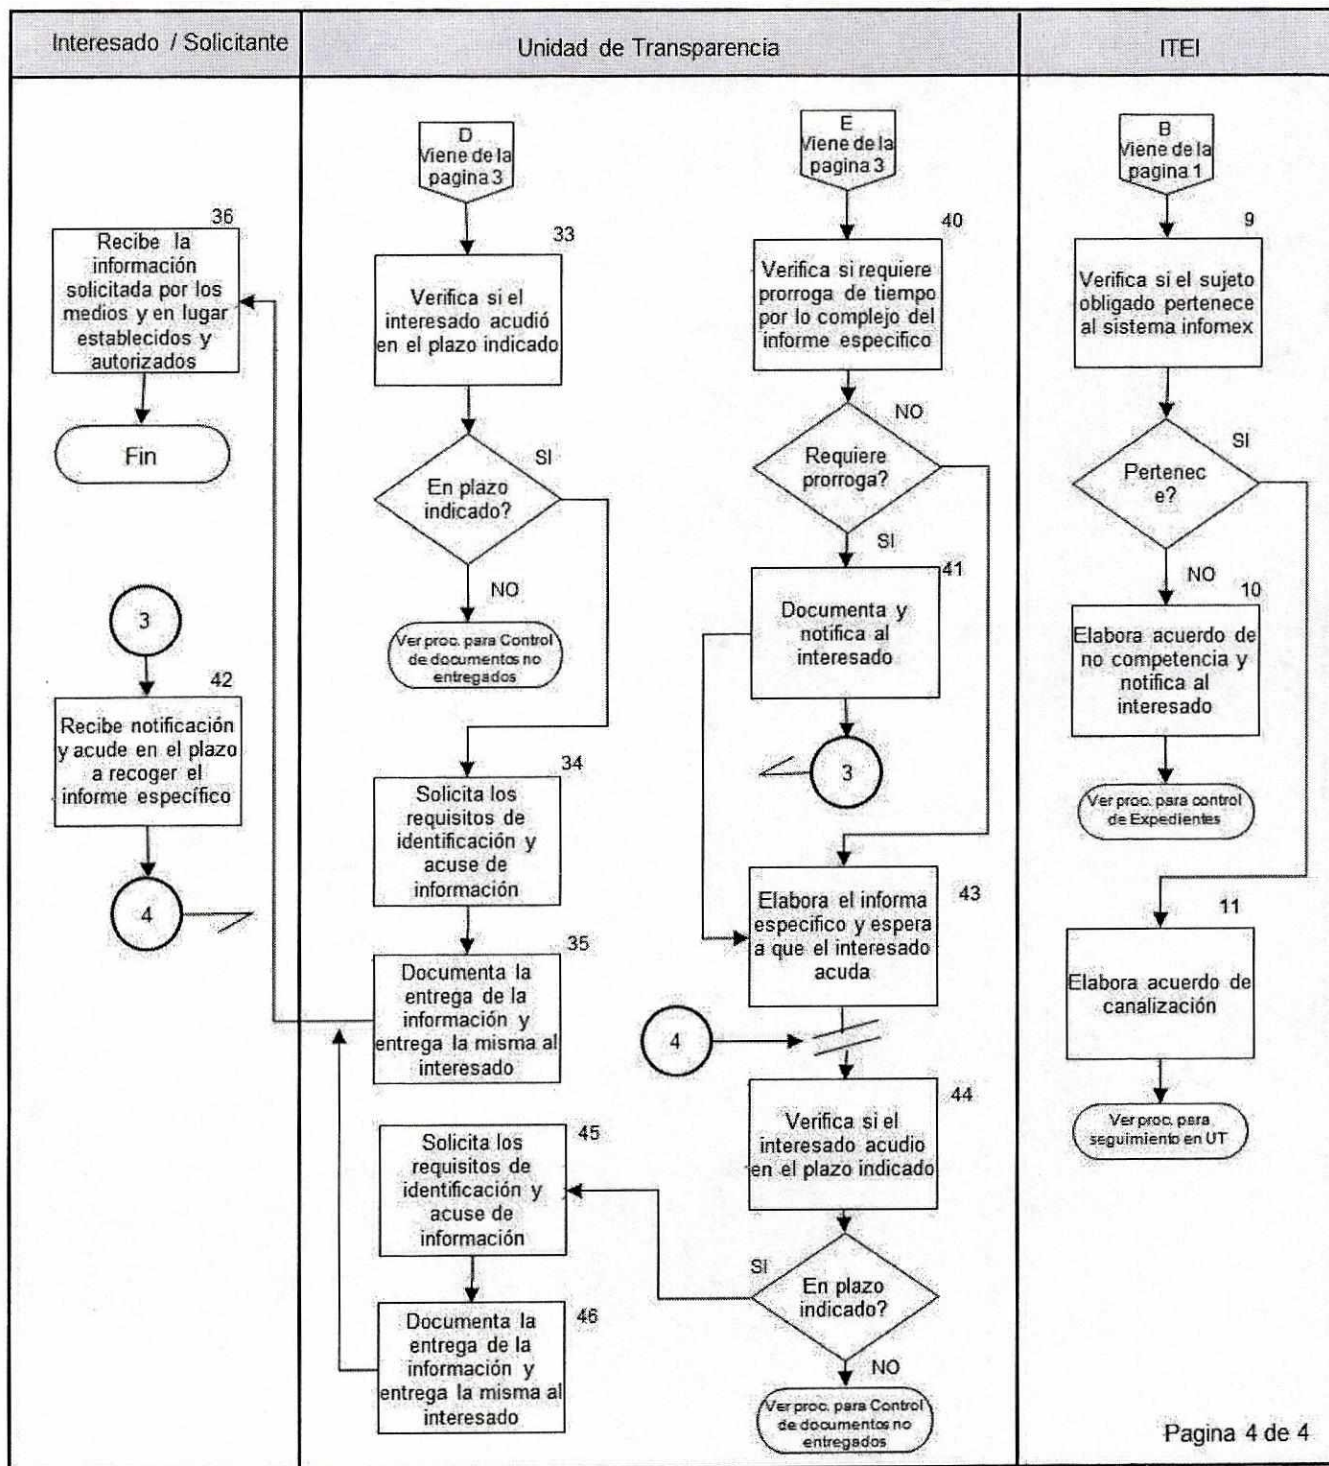 Interesado / Solicitante
Unidad de Transparencia
ITEI
36
Recibe la
información
solicitada por los
medios y en lugar
establecidos y
autorizados
Fin
3
42
Recibe notificación
y acude en el plazo
a recoger el
informe específico
4
D
Viene de la
pagina 3
33
Verifica si el
interesado acudió
en el plazo indicado
En plazo
indicado?
SI
NO
Ver proc. para Control
de documentos no
entregados
34
Solicita los
requisitos de
identificación y
acuse de
información
35
Documenta la
entrega de la
información y
entrega la misma al
interesado
45
Solicita los
requisitos de
identificación y
acuse de
información
46
Documenta la
entrega de la
información y
entrega la misma al
interesado
E
Viene de la
pagina 3
40
Verifica si requiere
prorroga de tiempo
por lo complejo del
informe especifico
NO
Requiere
prorroga?
SI
41
Documenta y
notifica al
interesado
3
43
Elabora el informa
especifico y espera
a que el interesado
acuda
4
44
Verifica si el
interesado acudio
en el plazo indicado
SI
En plazo
indicado?
NO
Ver proc. para Control
de documentos no
entregados
B
Viene de la
pagina 1
9
Verifica si el sujeto
obligado pertenece
al sistema infomex
SI
Pertenec
e?
NO
10
Elabora acuerdo de
no competencia y
notifica al
interesado
Ver proc. para control
de Expedientes
11
Elabora acuerdo de
canalización
Ver proc. para
seguimiento en UT
Pagina 4 de 4